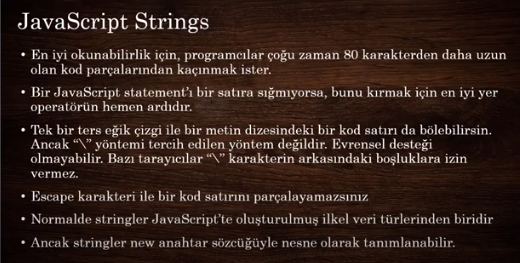 JavaScript Strings
• En iyi okunabilirlik için, programcılar çoğu zaman 80 karakterden daha uzun
olan kod parçalarından kaçınmak ister.
• Bir JavaScript statement’ı bir satıra sığmıyorsa, bunu kırmak için en iyi yer
operatörün hemen ardıdır.
• Tek bir ters eğik çizgi ile bir metin dizesindeki bir kod satırı da bölebilirsin.
Ancak “\” yöntemi tercih edilen yöntem değildir. Evrensel desteği
olmayabilir. Bazı tarayıcılar “\” karakterin arkasındaki boşluklara izin
vermez.
• Escape karakteri ile bir kod satırını parçalayamazsınız
• Normalde stringler JavaScript’te oluşturulmuş ilkel veri türlerinden biridir
• Ancak stringler new anahtar sözcüğüyle nesne olarak tanımlanabilir.